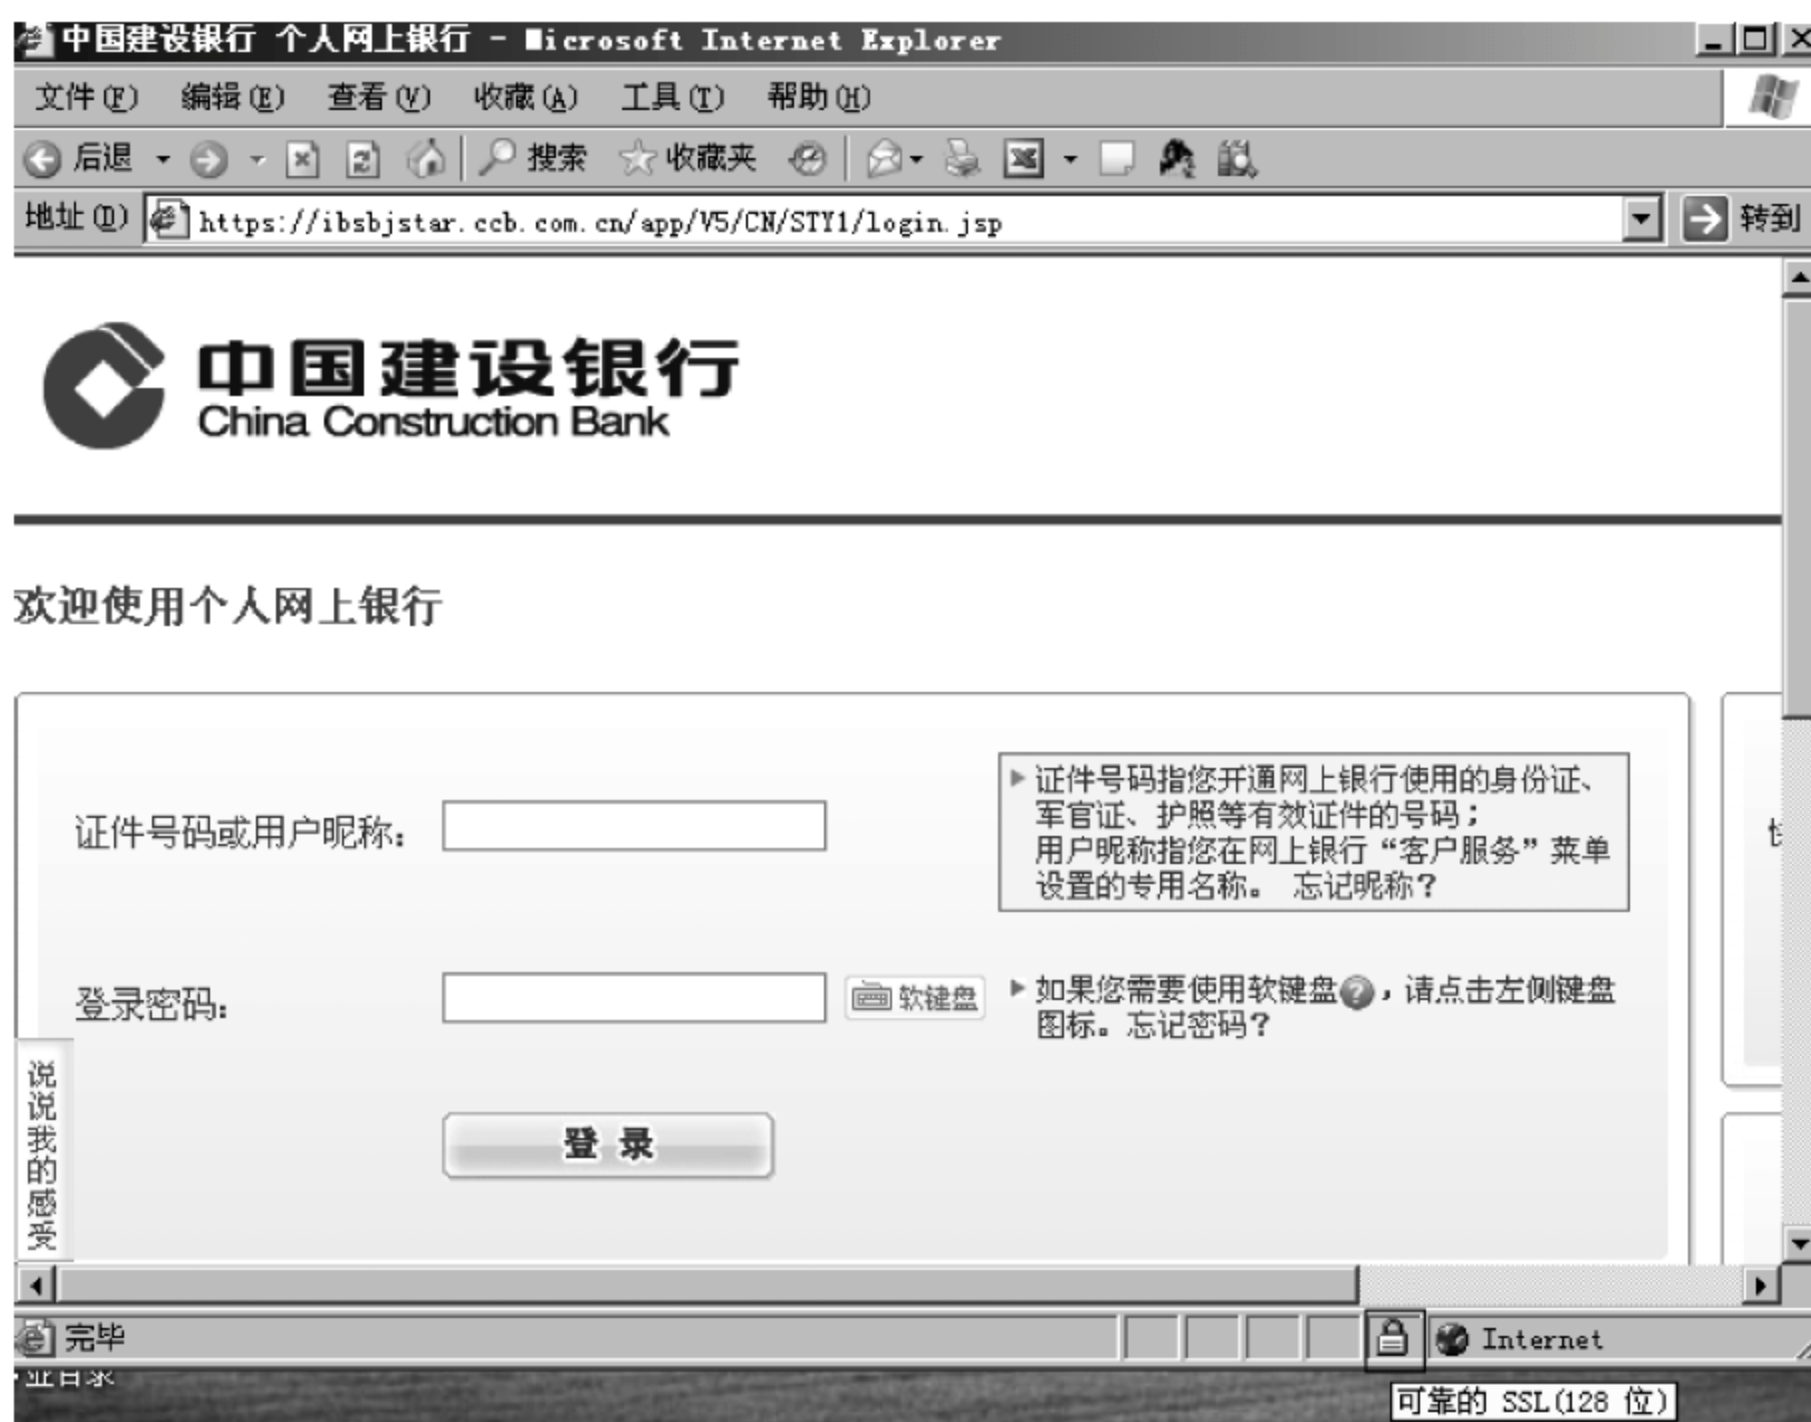 中国建设银行 个人网上银行 - Microsoft Internet Explorer
文件(F) 编辑(E) 查看(V) 收藏(A) 工具(T) 帮助(H)
后退 搜索 收藏夹
地址(D) https://ibsbjstar.ccb.com.cn/app/V5/CN/STY1/login.jsp 转到
中国建设银行
China Construction Bank
欢迎使用个人网上银行
证件号码或用户昵称:
证件号码指您开通网上银行使用的身份证、
军官证、护照等有效证件的号码;
用户昵称指您在网上银行“客户服务”菜单
设置的专用名称。 忘记昵称?
登录密码:
软键盘
如果您需要使用软键盘?,请点击左侧键盘
图标。忘记密码?
登 录
说说我的感受
完毕 Internet
业目录
可靠的 SSL(128 位)